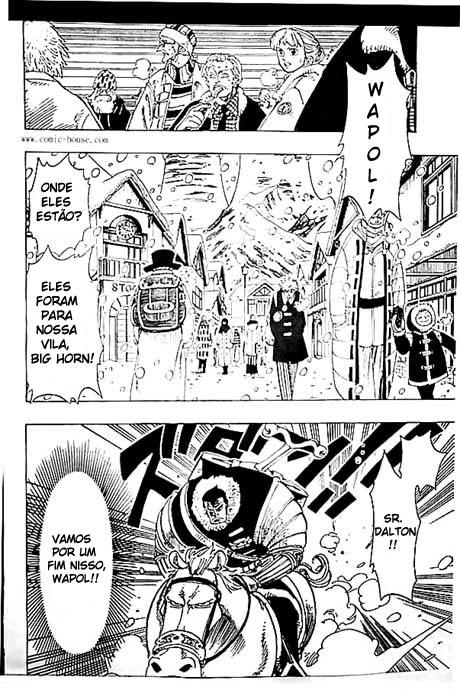 WAPOL!
www.comic-house.com
ONDE
ELES
ESTÃO?
ELES
FORAM
PARA
NOSSA
VILA,
BIG HORN!
SR.
DALTON
!!
VAMOS
POR UM
FIM NISSO,
WAPOL!!